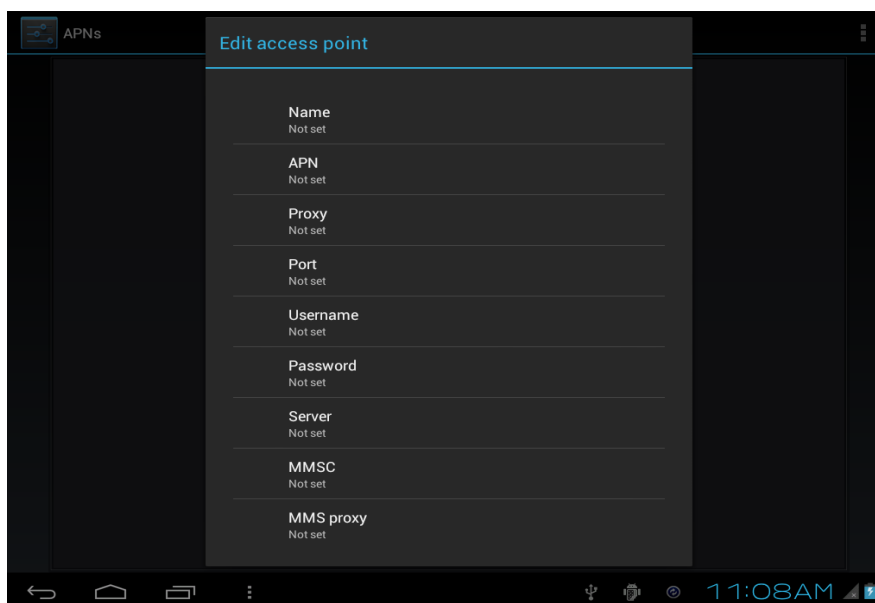 APNs
Edit access point
Name
Not set
APN
Not set
Proxy
Not set
Port
Not set
Username
Not set
Password
Not set
Server
Not set
MMSC
Not set
MMS proxy
Not set
11:08AM